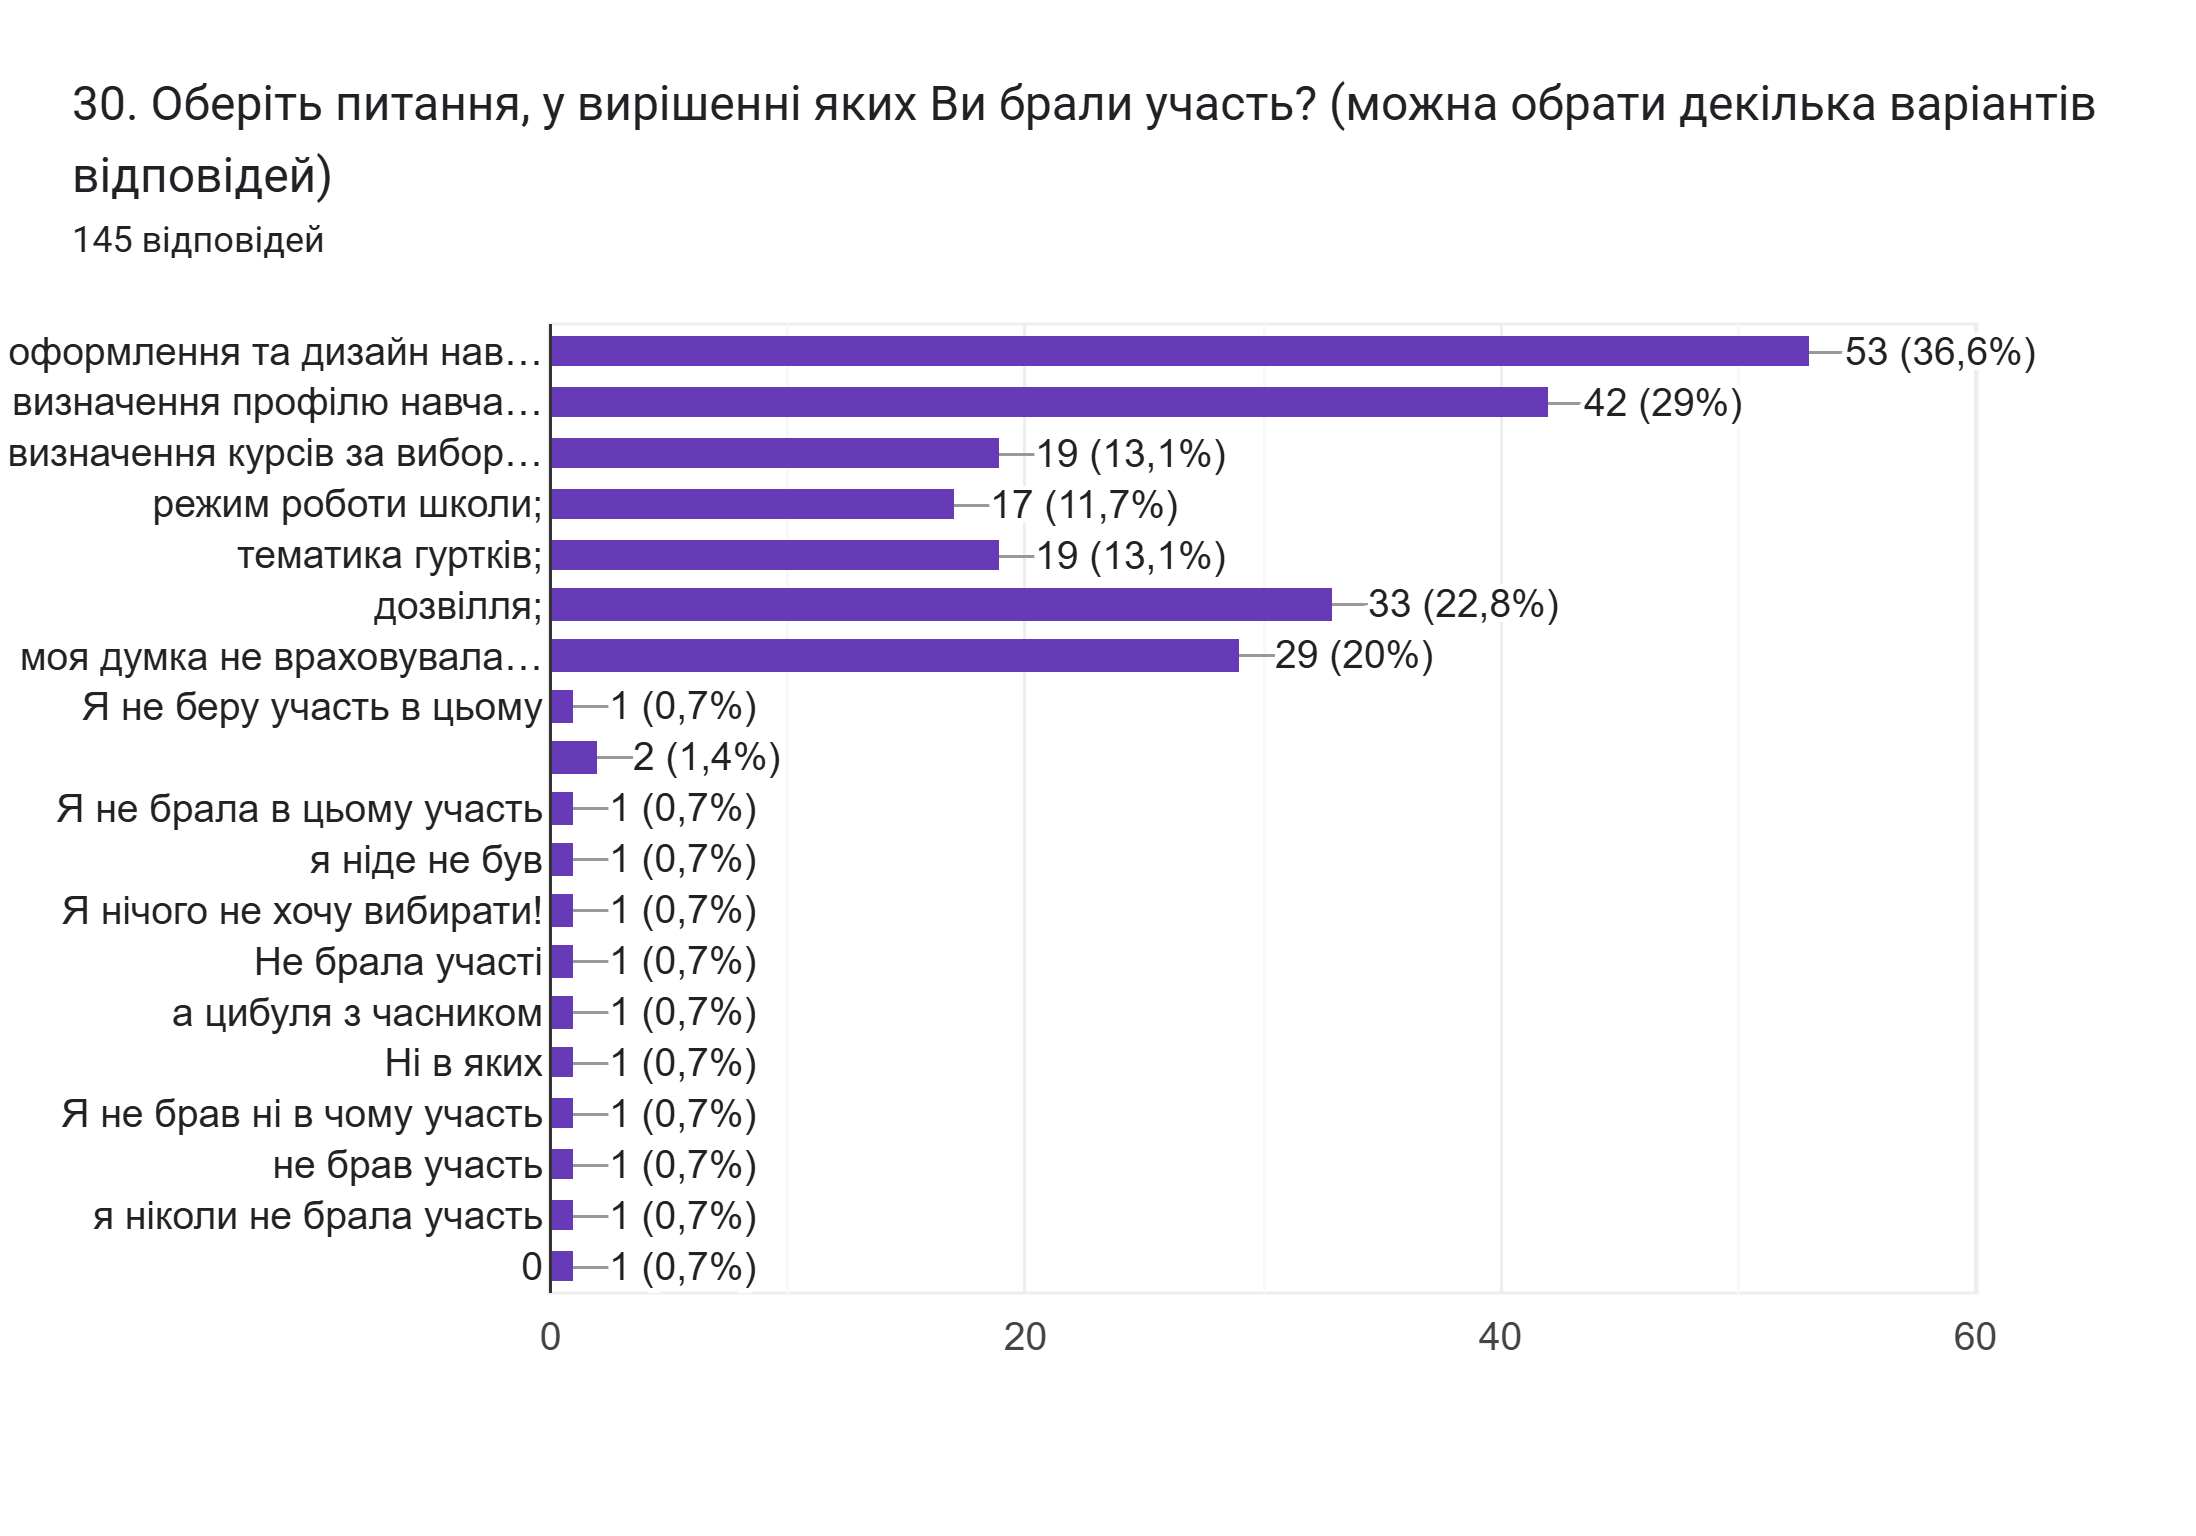 30. Оберіть питання, у вирішенні яких Ви брали участь? (можна обрати декілька варіантів
відповідей)
145 відповідей
оформлення та дизайн нав… 53 (36,6%)
визначення профілю навча… 42 (29%)
визначення курсів за вибор… 19 (13,1%)
режим роботи школи; 17 (11,7%)
тематика гуртків; 19 (13,1%)
дозвілля; 33 (22,8%)
моя думка не враховувала… 29 (20%)
Я не беру участь в цьому 1 (0,7%)
2 (1,4%)
Я не брала в цьому участь 1 (0,7%)
я ніде не був 1 (0,7%)
Я нічого не хочу вибирати! 1 (0,7%)
Не брала участі 1 (0,7%)
а цибуля з часником 1 (0,7%)
Ні в яких 1 (0,7%)
Я не брав ні в чому участь 1 (0,7%)
не брав участь 1 (0,7%)
я ніколи не брала участь 1 (0,7%)
0 1 (0,7%)
0 20 40 60